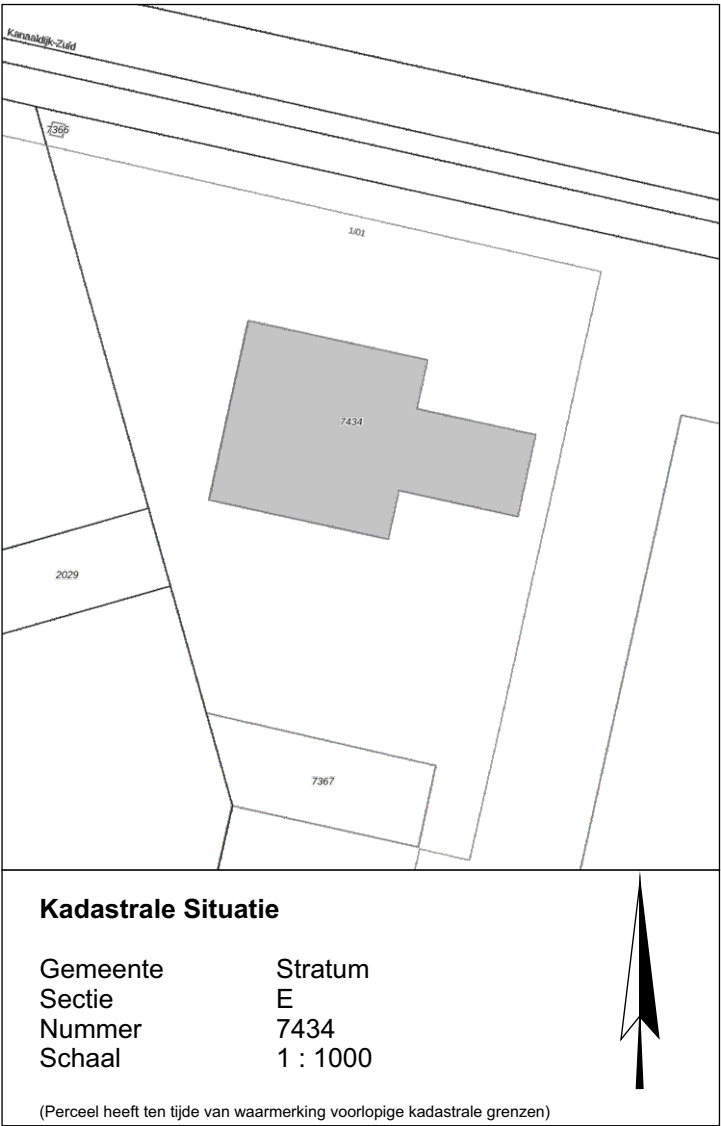 Kanaaldijk-Zuid
7366
1/01
7434
2029
7367
Kadastrale Situatie
Gemeente Stratum
Sectie E
Nummer 7434
Schaal 1 : 1000
(Perceel heeft ten tijde van waarmerking voorlopige kadastrale grenzen)